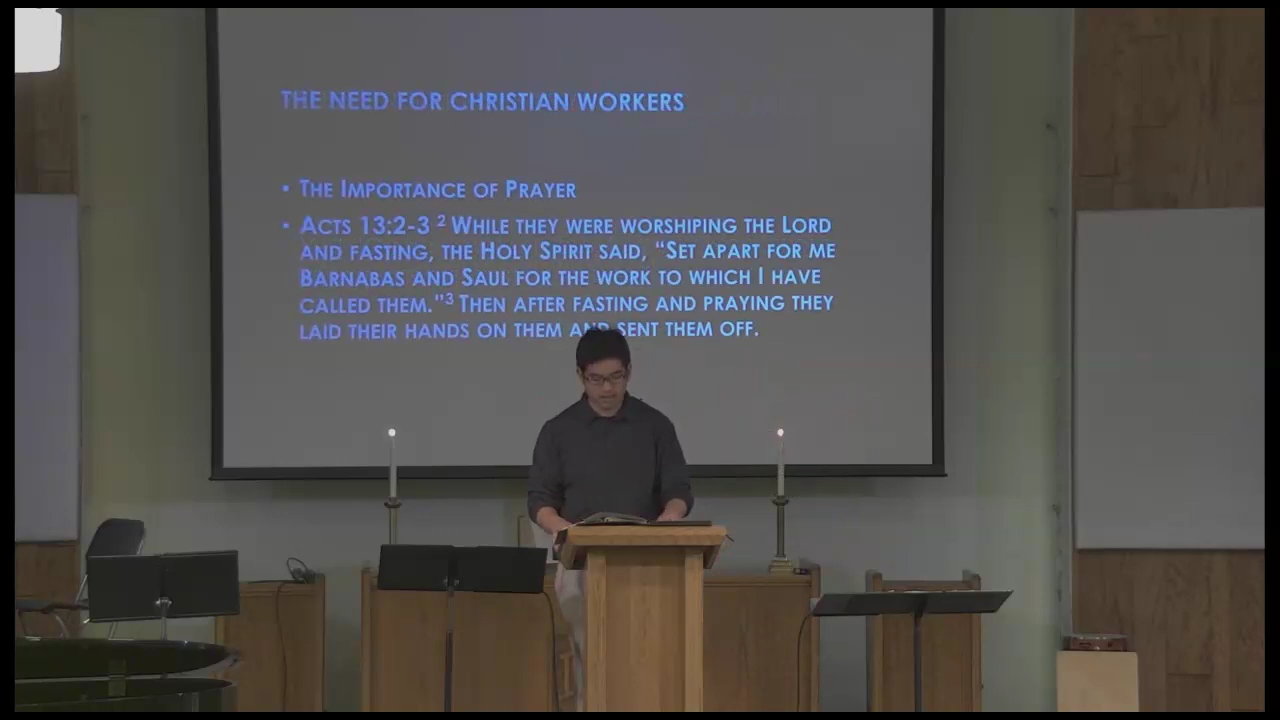 THE NEED FOR CHRISTIAN WORKERS
▪ THE IMPORTANCE OF PRAYER
▪ ACTS 13:2-3 ² WHILE THEY WERE WORSHIPING THE LORD
AND FASTING, THE HOLY SPIRIT SAID, “SET APART FOR ME
BARNABAS AND SAUL FOR THE WORK TO WHICH I HAVE
CALLED THEM.”³ THEN AFTER FASTING AND PRAYING THEY
LAID THEIR HANDS ON THEM AND SENT THEM OFF.